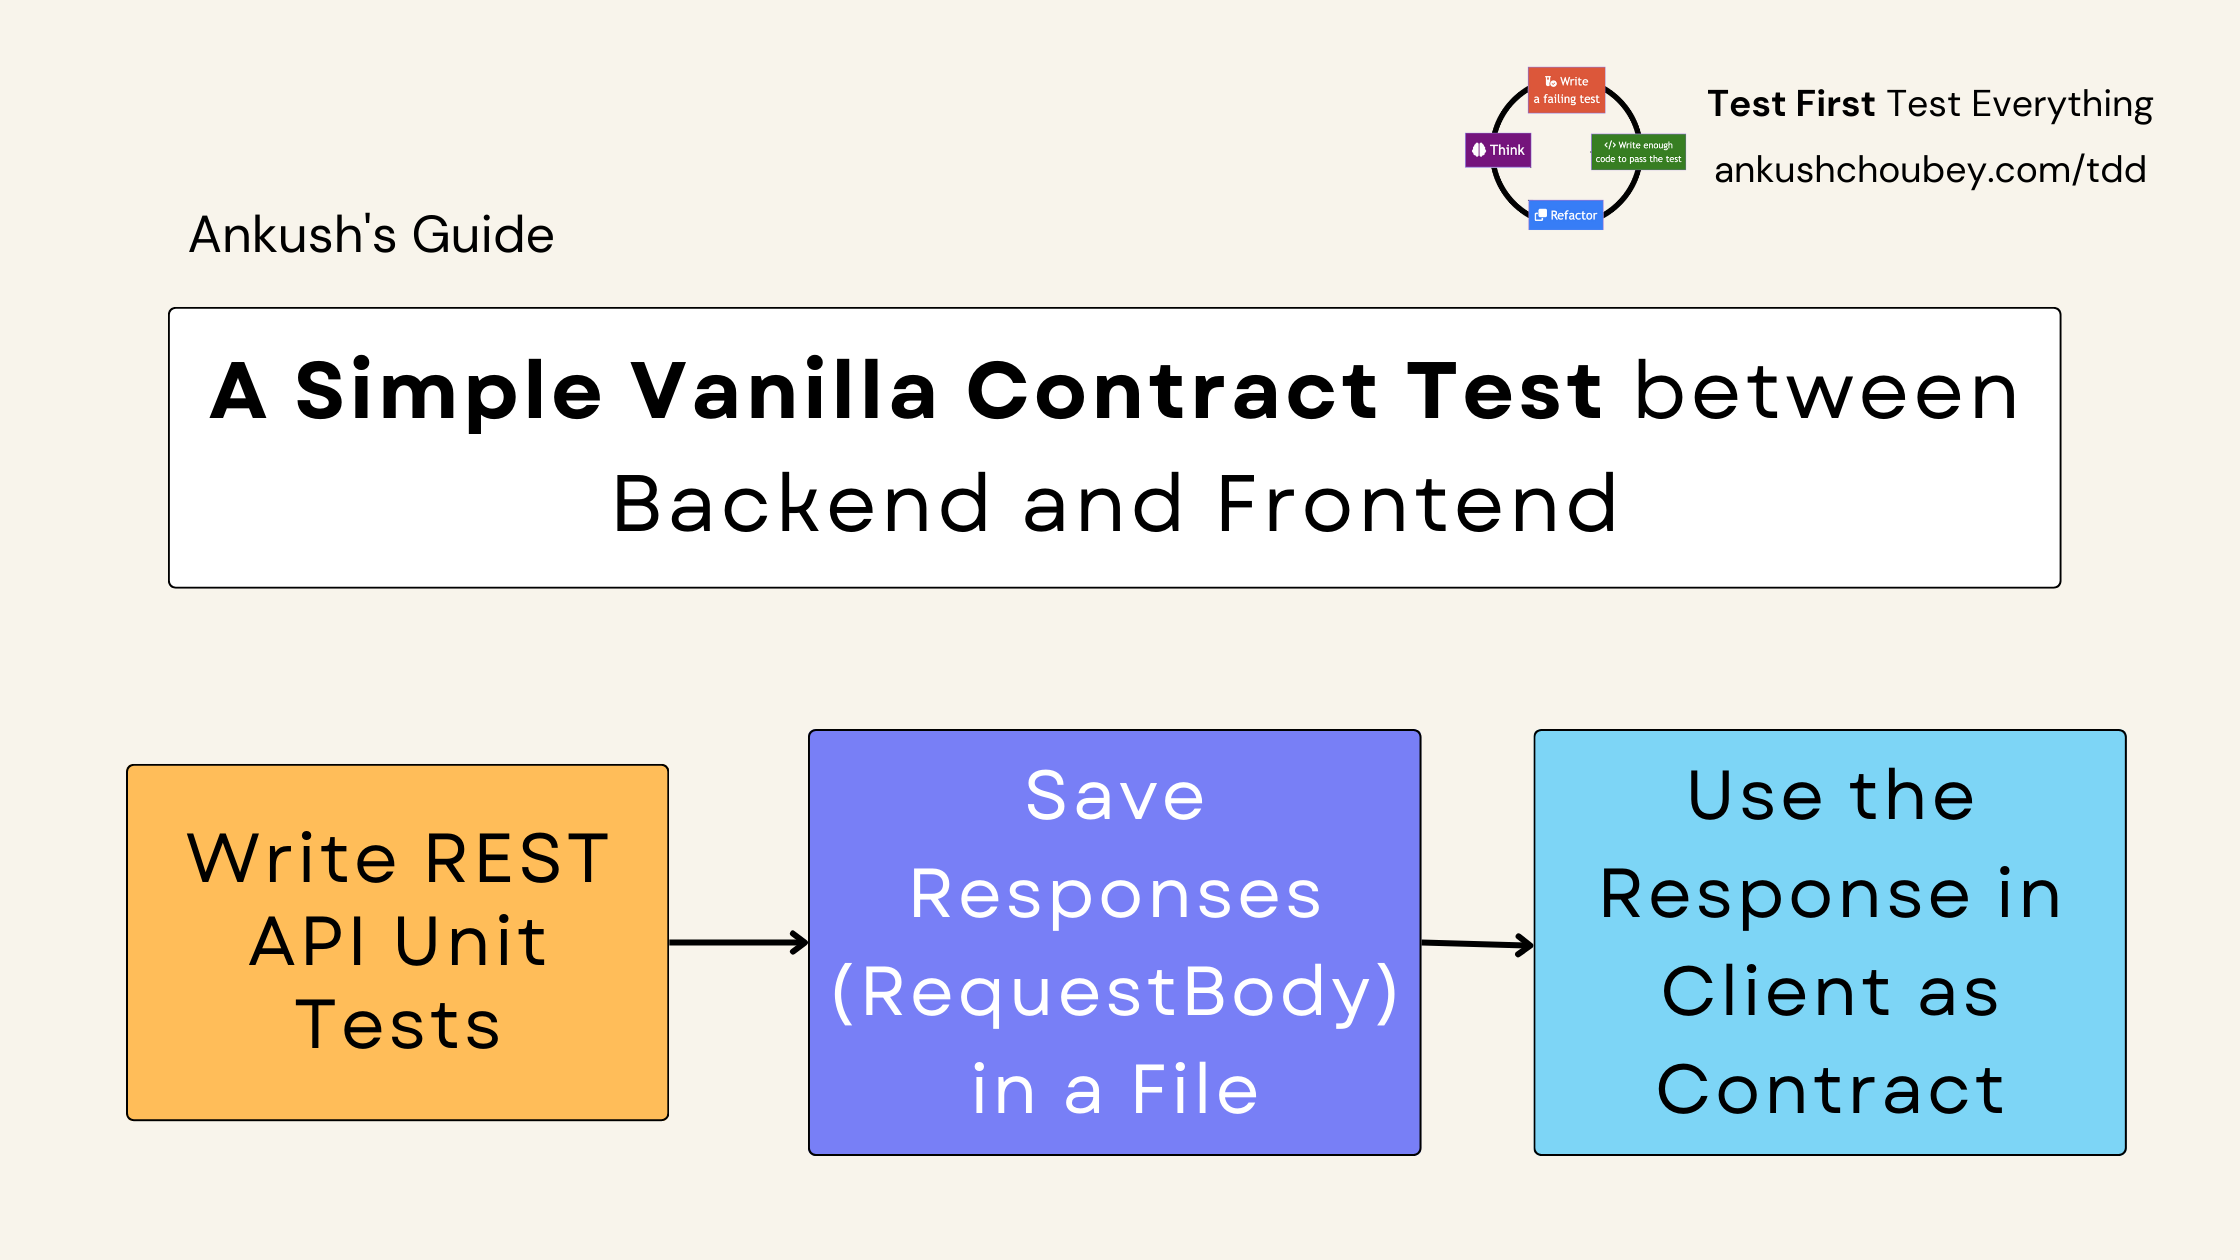 Write
a failing test
Think
</> Write enough
code to pass the test
Refactor
Test First Test Everything
ankushchoubey.com/tdd
Ankush's Guide
A Simple Vanilla Contract Test between
Backend and Frontend
Write REST
API Unit
Tests
Save
Responses
(RequestBody)
in a File
Use the
Response in
Client as
Contract